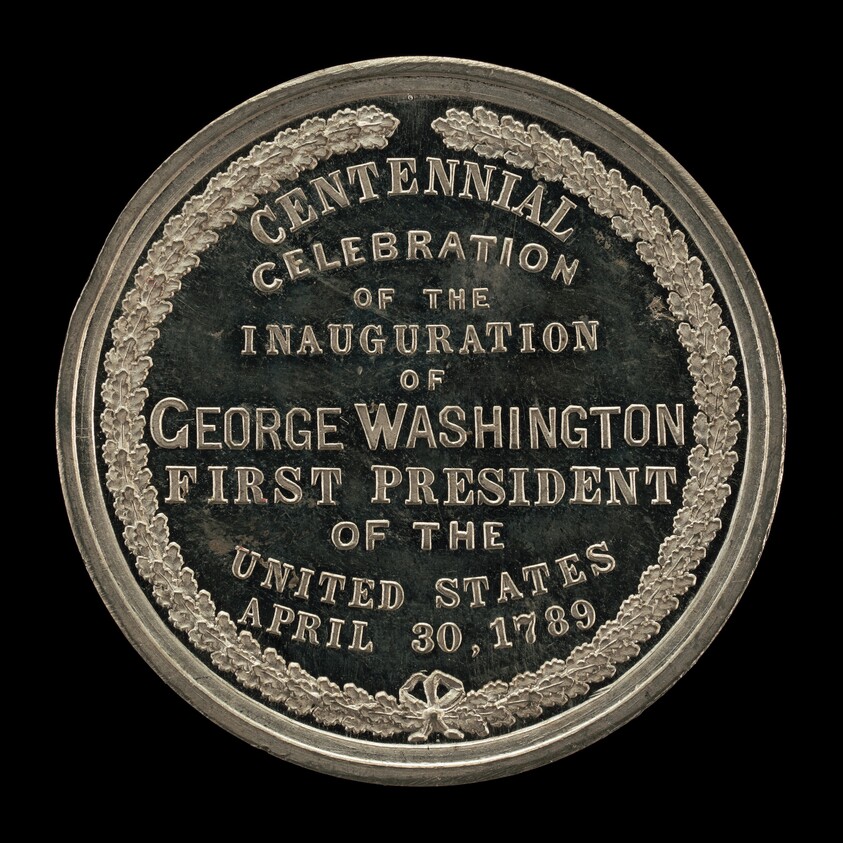 CENTENNIAL
CELEBRATION
OF THE
INAUGURATION
OF
GEORGE WASHINGTON
FIRST PRESIDENT
OF THE
UNITED STATES
APRIL 30, 1789